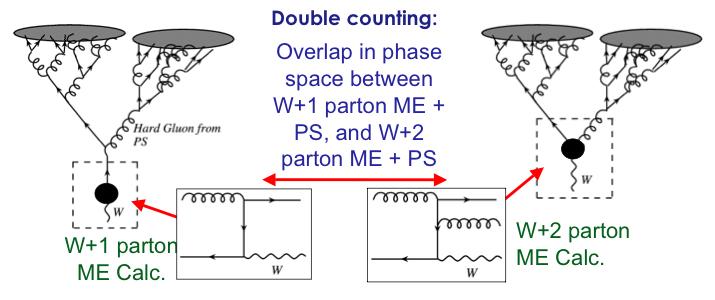 Double counting:
Overlap in phase
space between
W+1 parton ME +
PS, and W+2
parton ME + PS
Hard Gluon from
PS
W
W
W+1 parton
ME Calc.
W
W
W+2 parton
ME Calc.